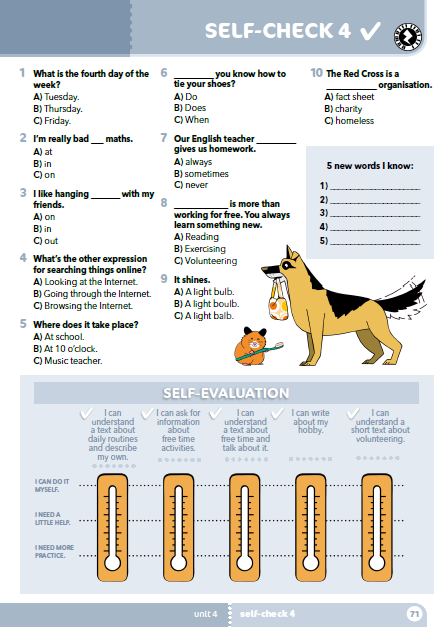 SELF-CHECK 4
1 What is the fourth day of the
week?
A) Tuesday.
B) Thursday.
C) Friday.
2 I'm really bad ___ maths.
A) at
B) in
C) on
3 I like hanging _______ with my
friends.
A) on
B) in
C) out
4 What's the other expression
for searching things online?
A) Looking at the Internet.
B) Going through the Internet.
C) Browsing the Internet.
5 Where does it take place?
A) At school.
B) At 10 o'clock.
C) Music teacher.
6 _________ you know how to
tie your shoes?
A) Do
B) Does
C) When
7 Our English teacher _________
gives us homework.
A) always
B) sometimes
C) never
8 ____________ is more than
working for free. You always
learn something new.
A) Reading
B) Exercising
C) Volunteering
9 It shines.
A) A light bulb.
B) A light boulb.
C) A light balb.
10 The Red Cross is a
___________ organisation.
A) fact sheet
B) charity
C) homeless
5 new words I know:
1) ____________________
2) ____________________
3) ____________________
4) ____________________
5) ____________________
SELF-EVALUATION
I can
understand
a text about
daily routines
and describe
my own.
I can ask for
information
about
free time
activities.
I can
understand
a text about
free time and
talk about it.
I can write
about my
hobby.
I can
understand a
short text about
volunteering.
I CAN DO IT
MYSELF.
I NEED A
LITTLE HELP.
I NEED MORE
PRACTICE.
unit 4
self-check 4
71